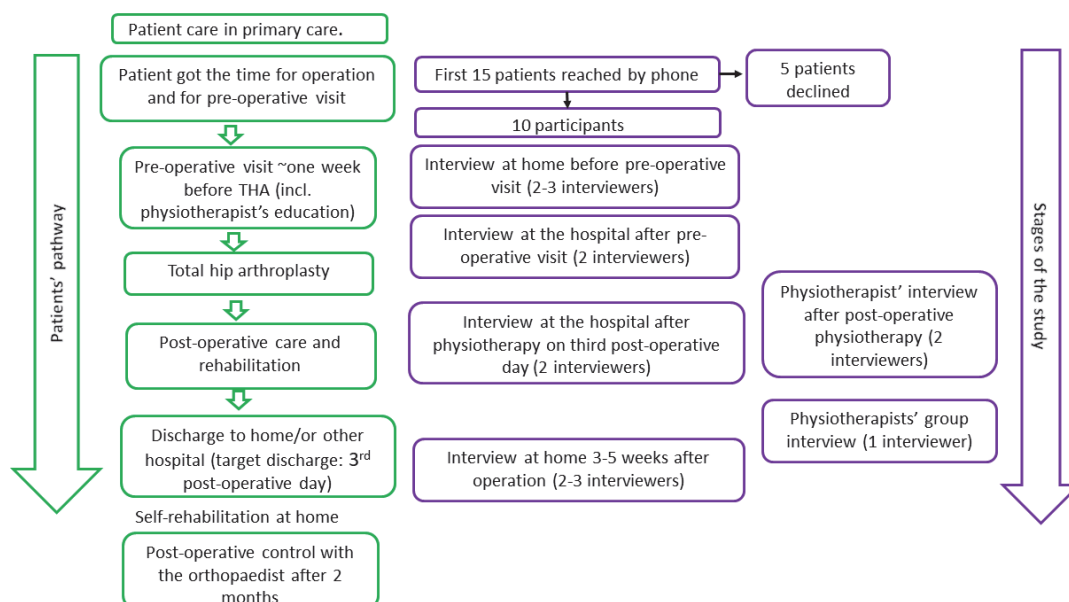 Patient care in primary care.
Patient got the time for operation
and for pre-operative visit
Pre-operative visit ~one week
before THA (incl.
physiotherapist’s education)
Total hip arthroplasty
Post-operative care and
rehabilitation
Discharge to home/or other
hospital (target discharge: 3rd
post-operative day)
Self-rehabilitation at home
Post-operative control with
the orthopaedist after 2
months
Patients’ pathway
First 15 patients reached by phone
5 patients
declined
10 participants
Interview at home before pre-operative
visit (2-3 interviewers)
Interview at the hospital after pre-
operative visit (2 interviewers)
Interview at the hospital after
physiotherapy on third post-operative
day (2 interviewers)
Interview at home 3-5 weeks after
operation (2-3 interviewers)
Physiotherapist’ interview
after post-operative
physiotherapy (2
interviewers)
Physiotherapists’ group
interview (1 interviewer)
Stages of the study